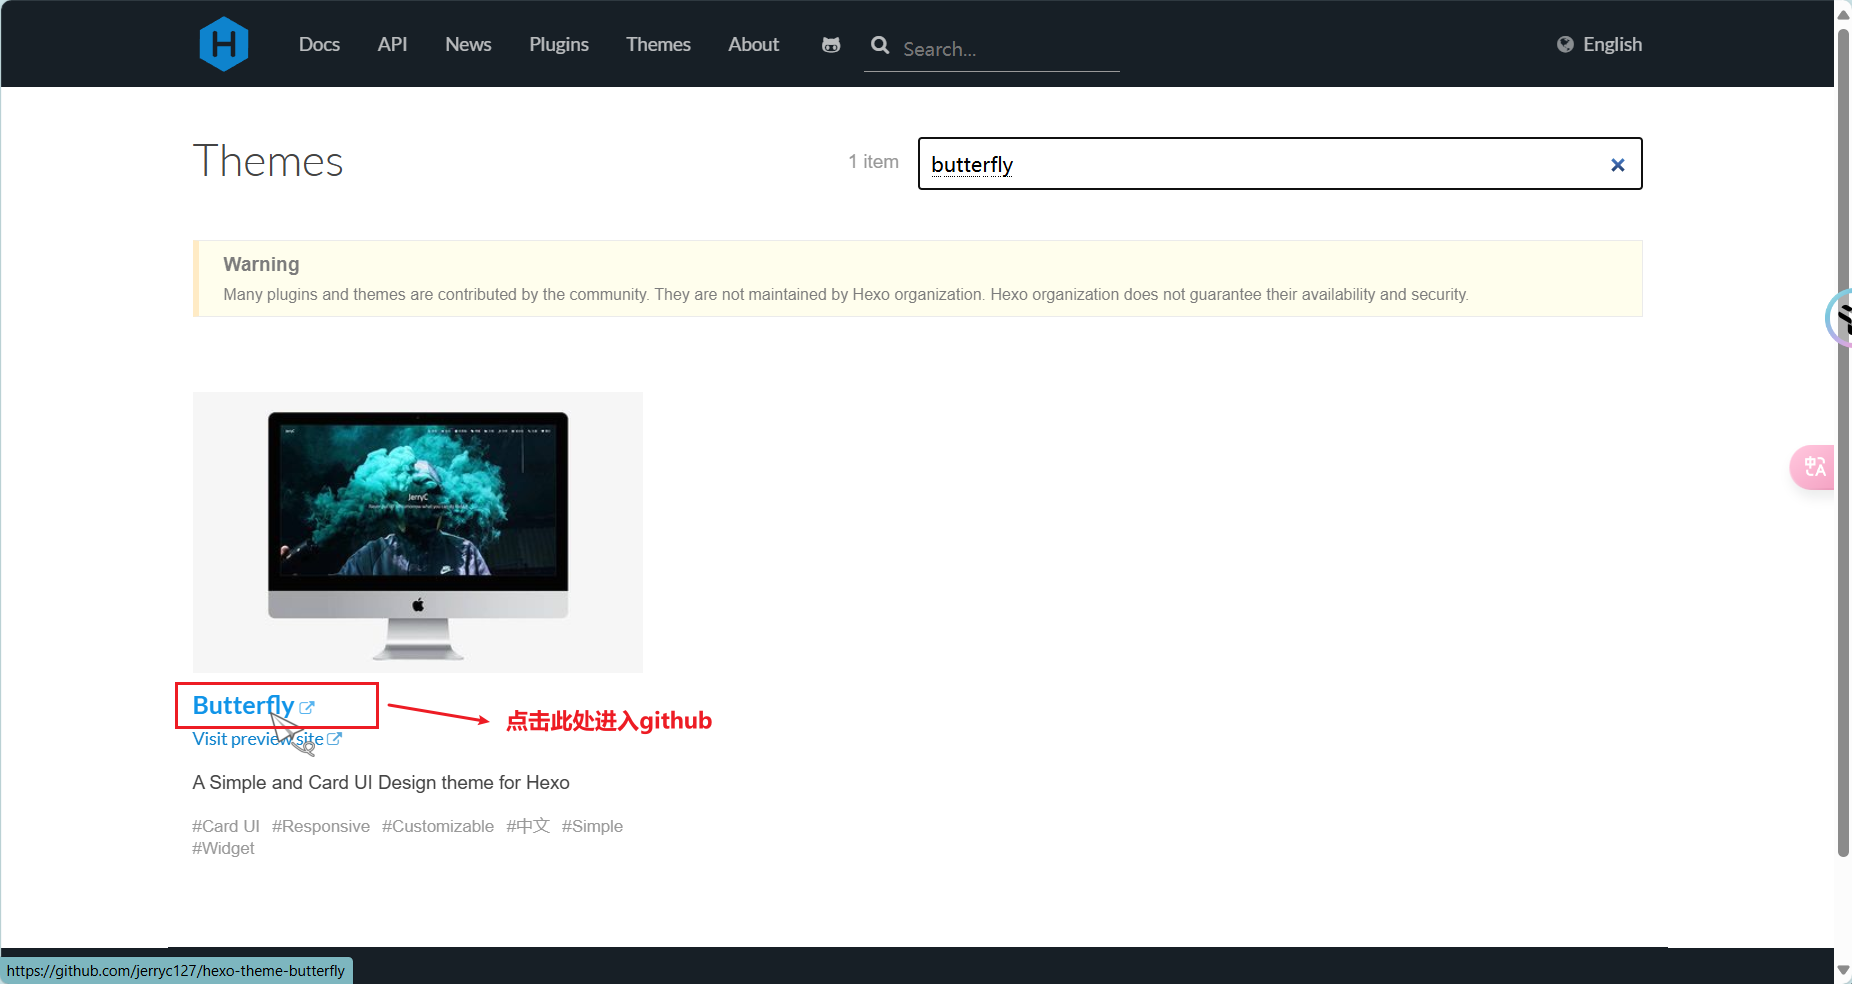 H Docs API News Plugins Themes About Search... English
Themes 1 item butterfly ×
Warning
Many plugins and themes are contributed by the community. They are not maintained by Hexo organization. Hexo organization does not guarantee their availability and security.
中A
JerryC
Butterfly
点击此处进入github
Visit preview site
A Simple and Card UI Design theme for Hexo
#Card UI #Responsive #Customizable #中文 #Simple
#Widget
https://github.com/jerryc127/hexo-theme-butterfly